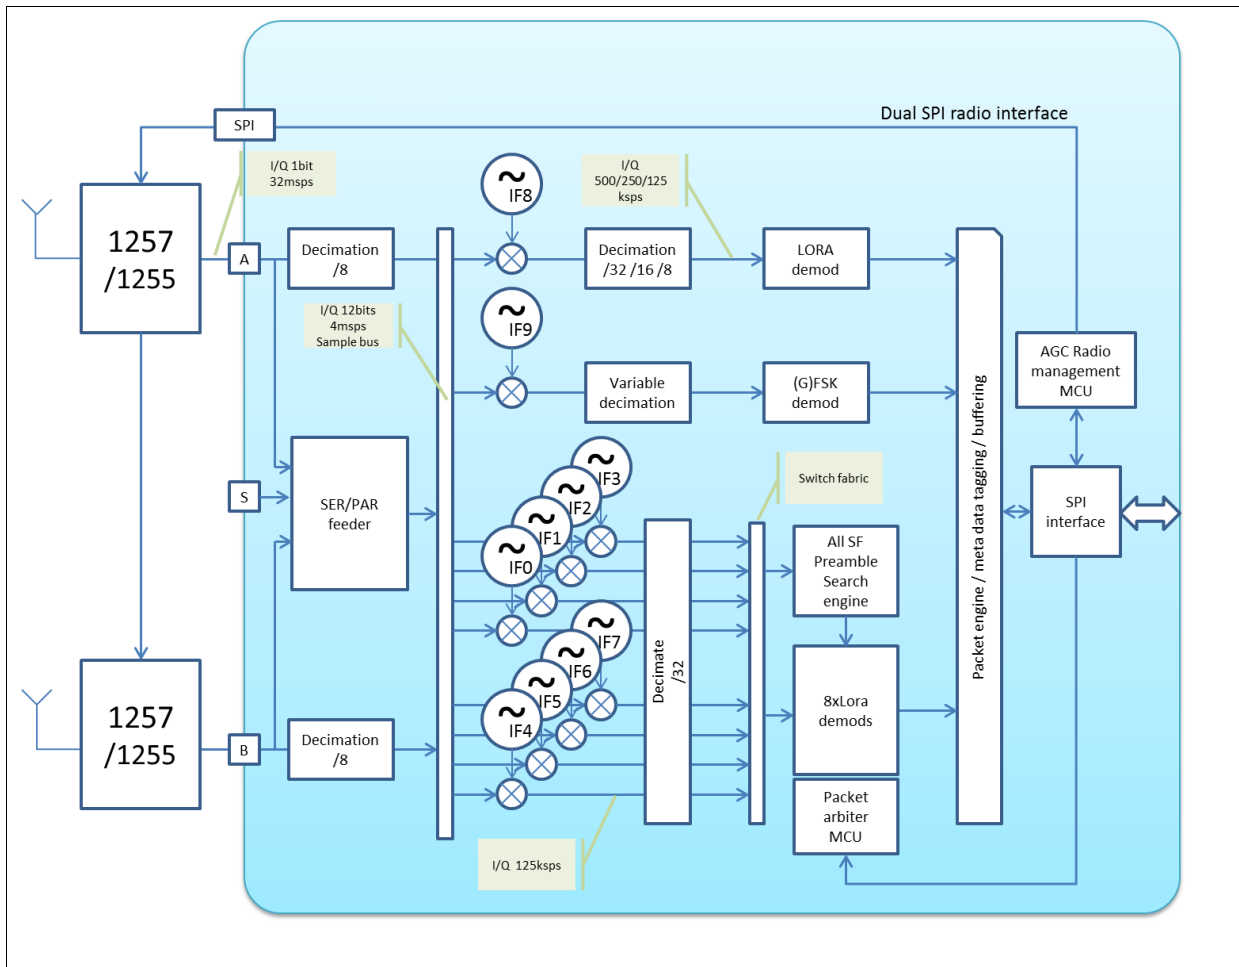 Dual SPI radio interface
SPI
I/Q 1bit
32msps
I/Q
500/250/125
ksps
IF8
1257
/1255
A
Decimation
/8
Decimation
/32 /16 /8
LORA
demod
I/Q 12bits
4msps
Sample bus
IF9
Variable
decimation
(G)FSK
demod
AGC Radio
management
MCU
Packet engine / meta data tagging / buffering
S
SER/PAR
feeder
IF3
IF2
IF1
IF0
Switch fabric
SPI
interface
All SF
Preamble
Search
engine
IF7
IF6
IF5
IF4
Decimate
/32
8xLora
demods
1257
/1255
B
Decimation
/8
Packet
arbiter
MCU
I/Q 125ksps